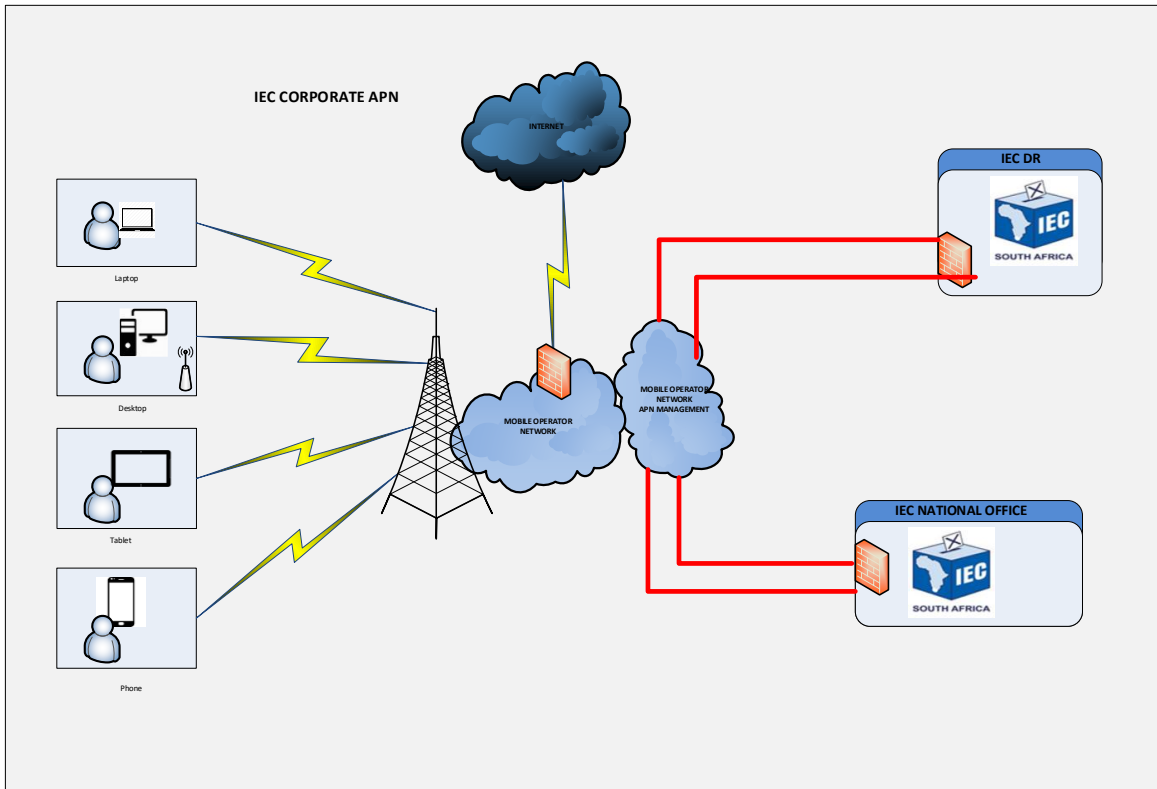 IEC CORPORATE APN
INTERNET
IEC DR
IEC
SOUTH AFRICA
Laptop
Desktop
Tablet
Phone
MOBILE OPERATOR
NETWORK
MOBILE OPERATOR
NETWORK
APN MANAGEMENT
IEC NATIONAL OFFICE
IEC
SOUTH AFRICA